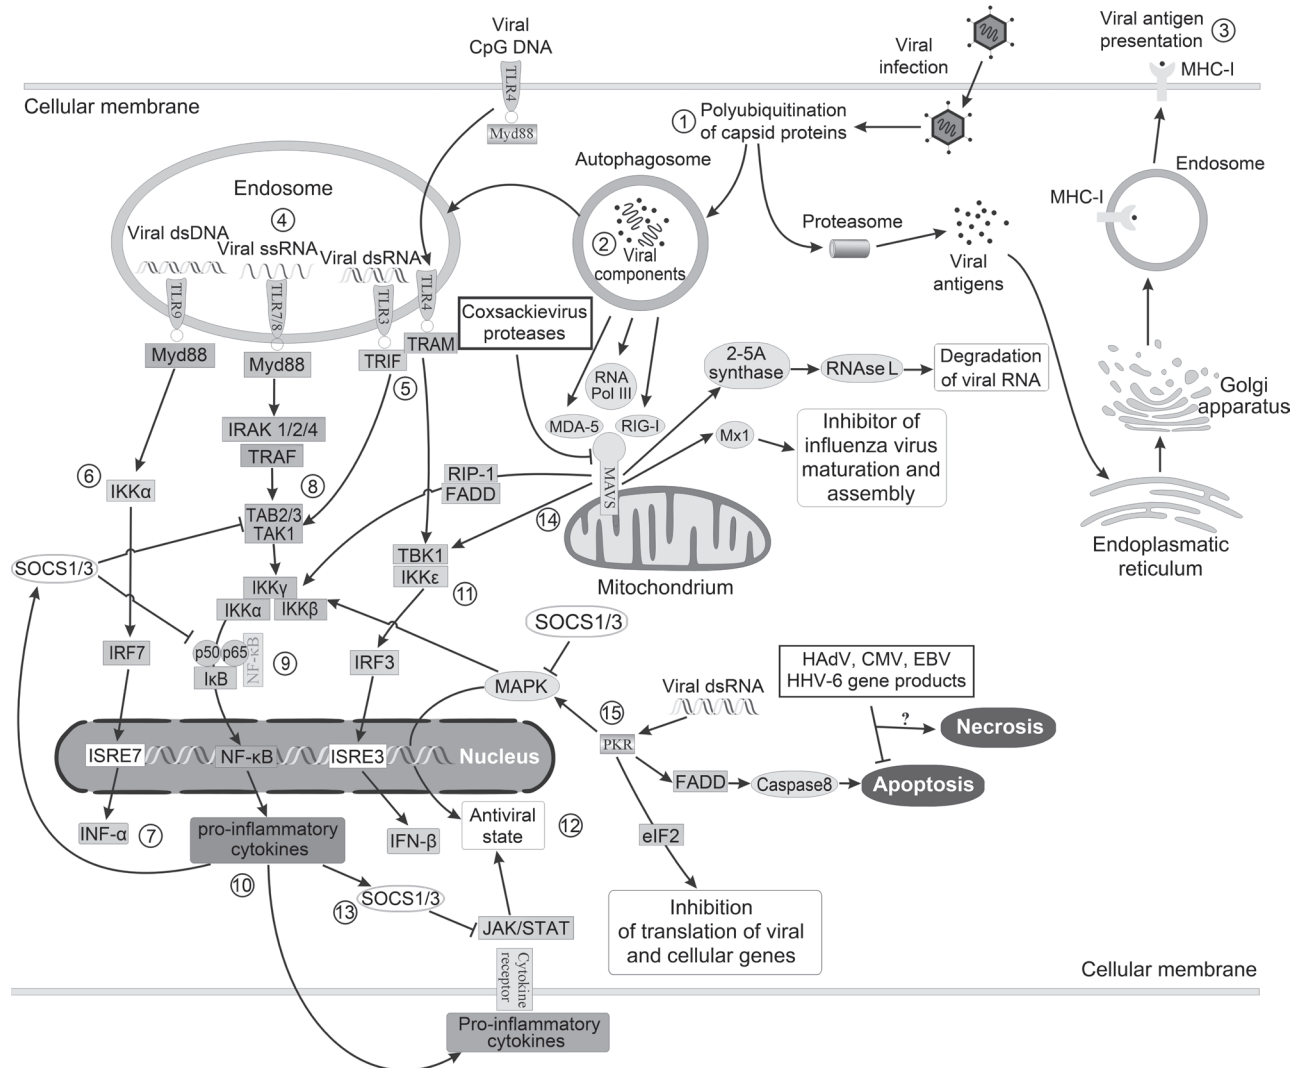 Viral
CpG DNA
TLR4
Myd88
Viral
infection
Viral antigen
presentation
③
MHC-I
Cellular membrane
① Polyubiquitination
of capsid proteins
Autophagosome
②
Viral
components
Proteasome
Viral
antigens
Endosome
MHC-I
Endosome
④
Viral dsDNA
Viral ssRNA
Viral dsRNA
TLR9
TLR7/8
TLR3
TLR4
Myd88
Myd88
TRIF
TRAM
⑤
Coxsackievirus
proteases
RNA
Pol III
MDA-5
RIG-I
MAVS
2-5A
synthase
RNAse L
Degradation
of viral RNA
Mx1
Inhibitor of
influenza virus
maturation and
assembly
Golgi
apparatus
Endoplasmatic
reticulum
Mitochondrium
IRAK 1/2/4
TRAF
⑥
IKKα
⑧
TAB2/3
TAK1
RIP-1
FADD
⑭
SOCS1/3
TBK1
IKKε
⑪
IKKγ
IKKα
IKKβ
IRF7
p50
p65
NF-κB
IκB
⑨
IRF3
SOCS1/3
MAPK
⑮
Viral dsRNA
PKR
HAdV, CMV, EBV
HHV-6 gene products
?
Necrosis
FADD
Caspase8
Apoptosis
eIF2
Inhibition
of translation of viral
and cellular genes
ISRE7
NF-κB
ISRE3
Nucleus
INF-α
⑦
pro-inflammatory
cytokines
⑩
IFN-β
Antiviral
state
⑫
⑬
SOCS1/3
JAK/STAT
Cytokine
receptor
Cellular membrane
Pro-inflammatory
cytokines